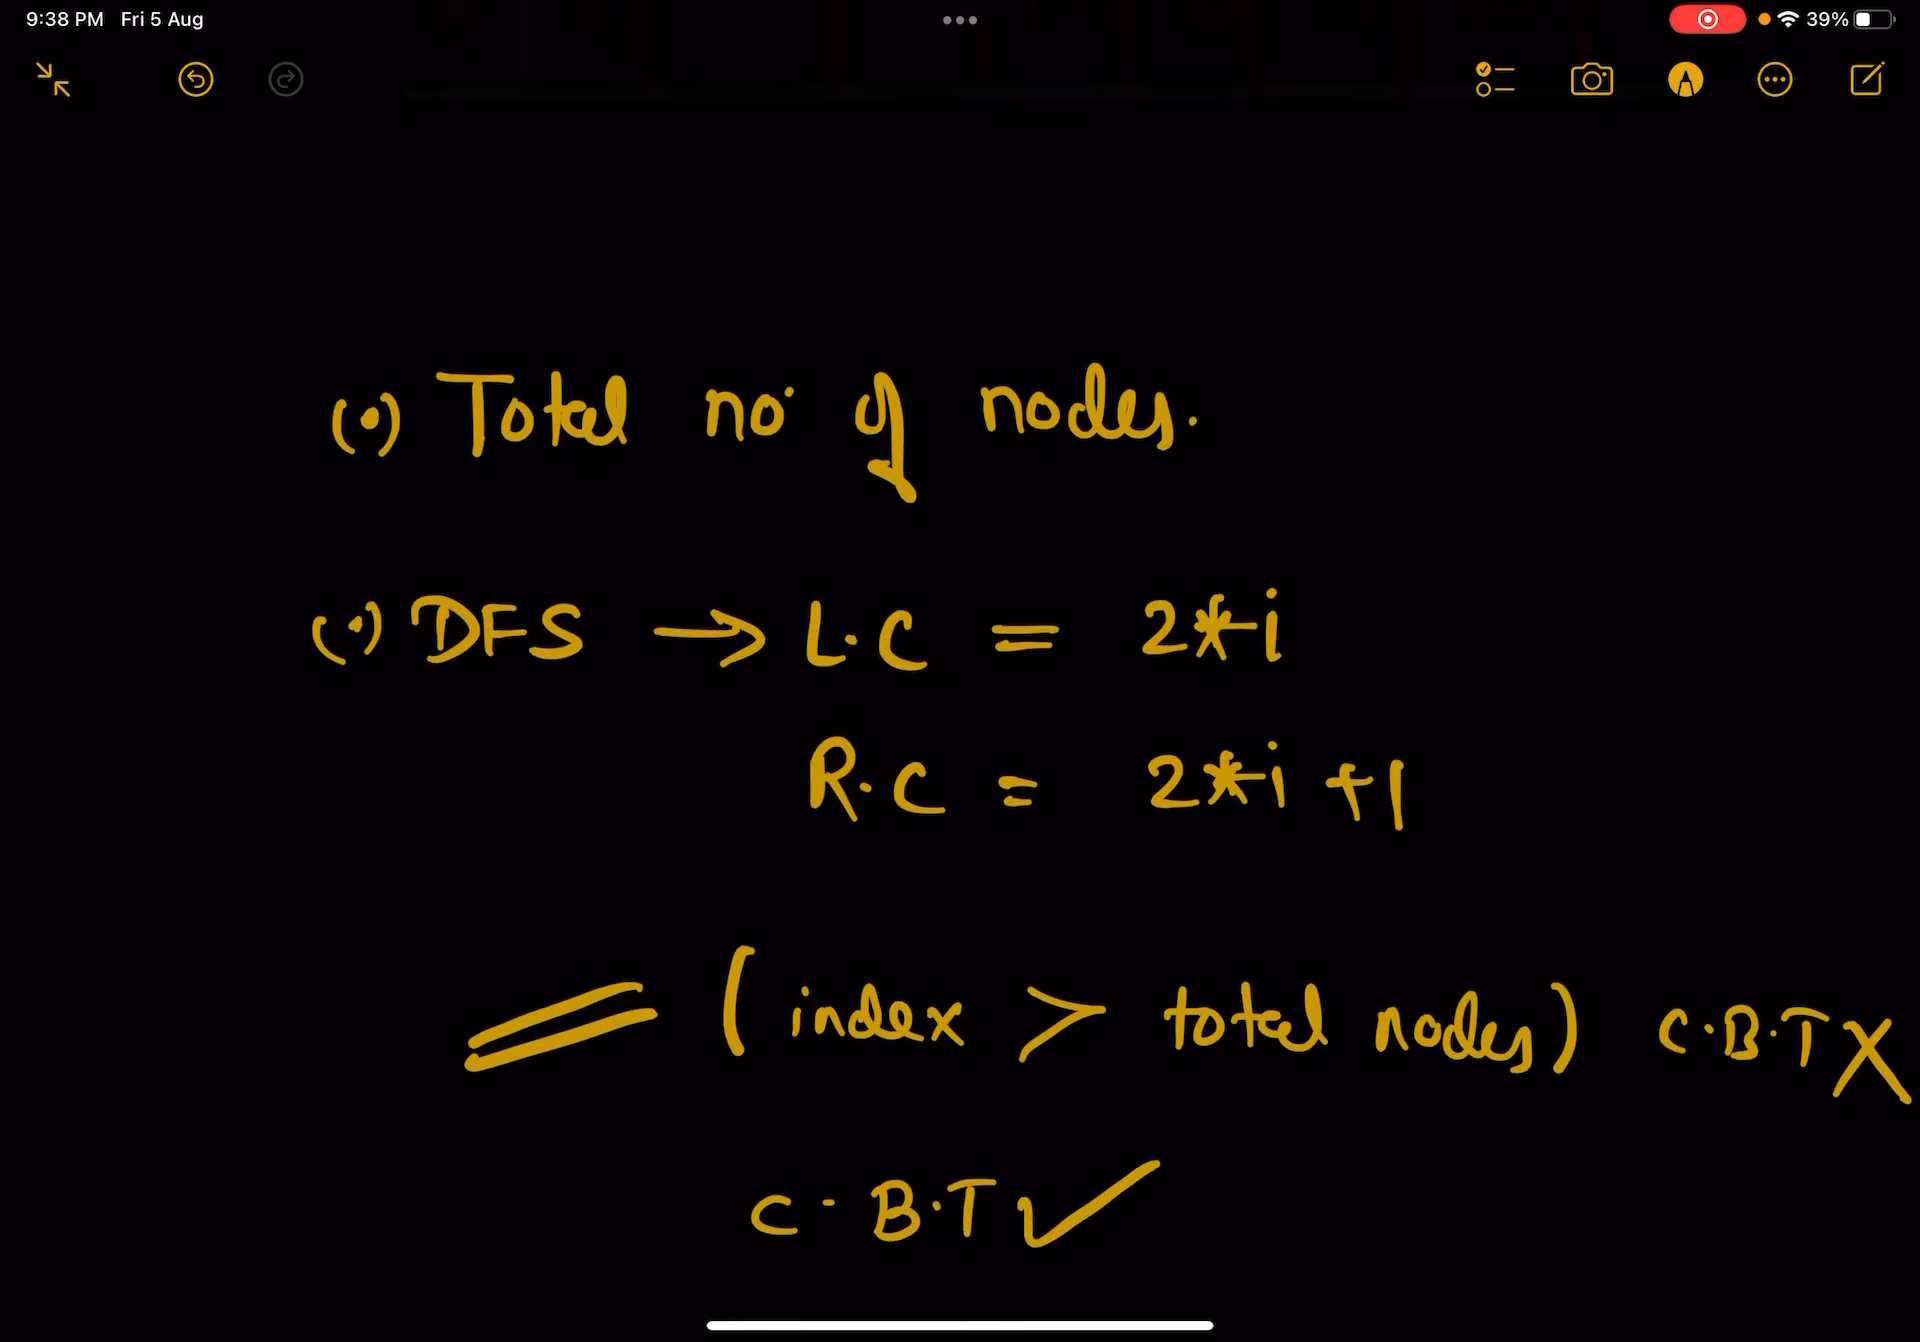 9:38 PM Fri 5 Aug
39%
(•) Total no. of nodes.
(•) DFS → L.C = 2*i
R.C = 2*i +1
(index > total nodes) C.B.T X
C.B.T ✓